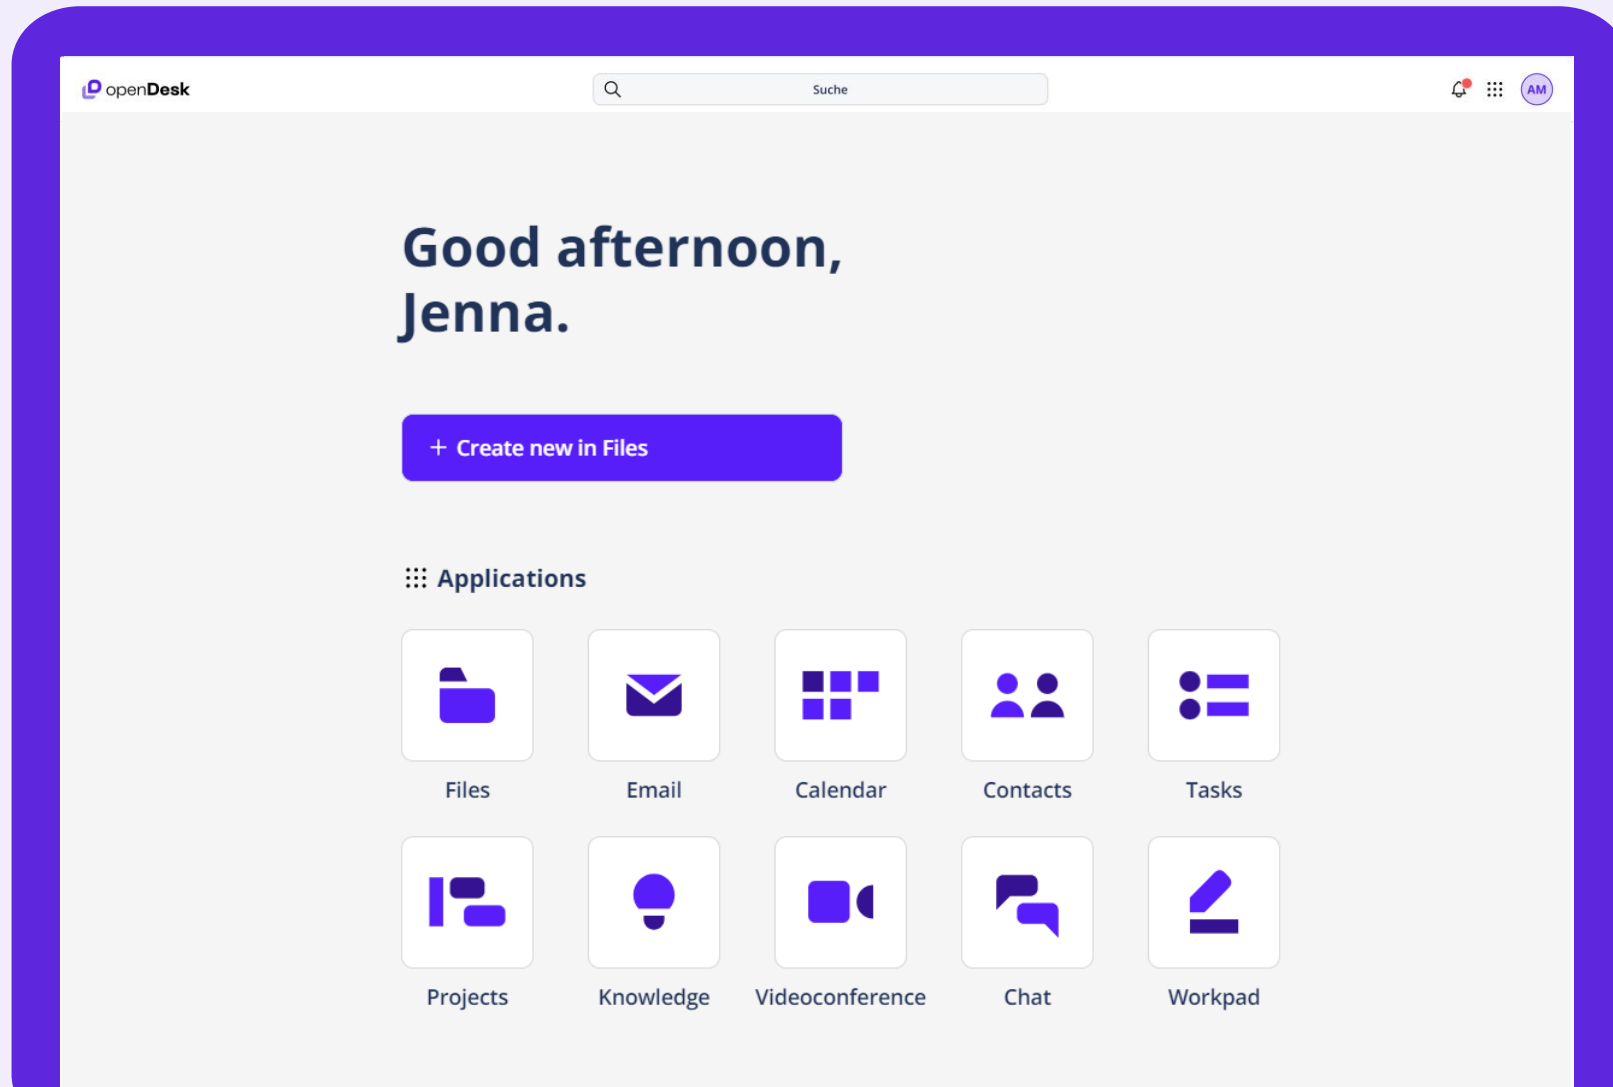 openDesk
Suche
AM
Good afternoon,
Jenna.
+ Create new in Files
Applications
Files
Email
Calendar
Contacts
Tasks
Projects
Knowledge
Videoconference
Chat
Workpad